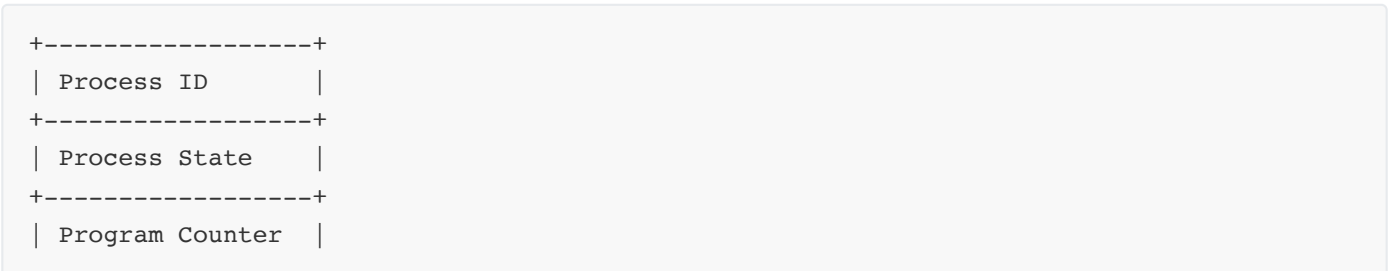 +------------------+
| Process ID       |
+------------------+
| Process State    |
+------------------+
| Program Counter  |